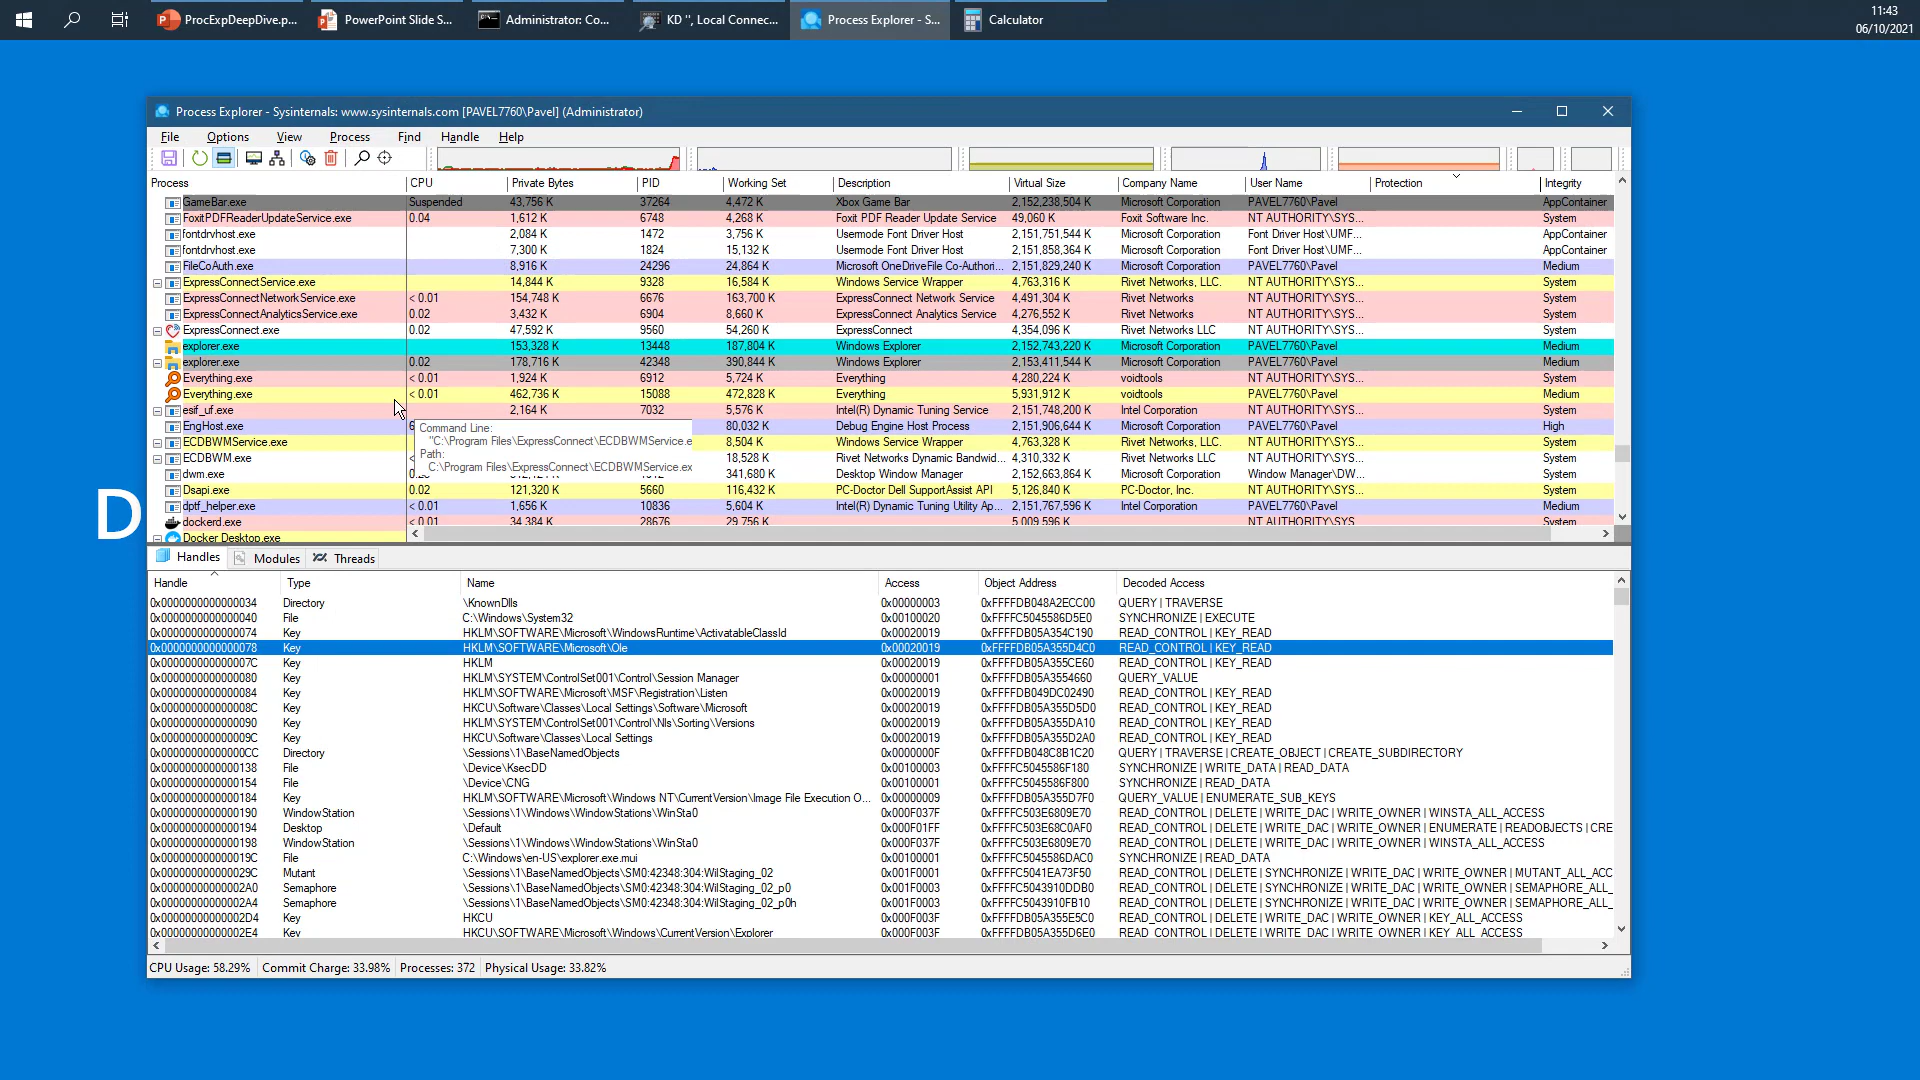 ProcExpDeepDive.p... PowerPoint Slide S... Administrator: Co... KD '', Local Connec... Process Explorer - S... Calculator 11:43
06/10/2021
Process Explorer - Sysinternals: www.sysinternals.com [PAVEL7760\Pavel] (Administrator)
File Options View Process Find Handle Help
Process CPU Private Bytes PID Working Set Description Virtual Size Company Name User Name Protection Integrity
GameBar.exe Suspended 43,756 K 37264 4,472 K Xbox Game Bar 2,152,238,504 K Microsoft Corporation PAVEL7760\Pavel AppContainer
FoxitPDFReaderUpdateService.exe 0.04 1,612 K 6748 4,268 K Foxit PDF Reader Update Service 49,060 K Foxit Software Inc. NT AUTHORITY\SYS... System
fontdrvhost.exe 2,084 K 1472 3,756 K Usermode Font Driver Host 2,151,751,544 K Microsoft Corporation Font Driver Host\UMF... AppContainer
fontdrvhost.exe 7,300 K 1824 15,132 K Usermode Font Driver Host 2,151,858,364 K Microsoft Corporation Font Driver Host\UMF... AppContainer
FileCoAuth.exe 8,916 K 24296 24,864 K Microsoft OneDriveFile Co-Authori... 2,151,829,240 K Microsoft Corporation PAVEL7760\Pavel Medium
ExpressConnectService.exe 14,844 K 9328 16,584 K Windows Service Wrapper 4,763,316 K Rivet Networks, LLC. NT AUTHORITY\SYS... System
ExpressConnectNetworkService.exe < 0.01 154,748 K 6676 163,700 K ExpressConnect Network Service 4,491,304 K Rivet Networks NT AUTHORITY\SYS... System
ExpressConnectAnalyticsService.exe 0.02 3,432 K 6904 8,660 K ExpressConnect Analytics Service 4,276,552 K Rivet Networks NT AUTHORITY\SYS... System
ExpressConnect.exe 0.02 47,592 K 9560 54,260 K ExpressConnect 4,354,096 K Rivet Networks LLC NT AUTHORITY\SYS... System
explorer.exe 153,328 K 13448 187,804 K Windows Explorer 2,152,743,220 K Microsoft Corporation PAVEL7760\Pavel Medium
explorer.exe 0.02 178,716 K 42348 390,844 K Windows Explorer 2,153,411,544 K Microsoft Corporation PAVEL7760\Pavel Medium
Everything.exe < 0.01 1,924 K 6912 5,724 K Everything 4,280,224 K voidtools NT AUTHORITY\SYS... System
Everything.exe < 0.01 462,736 K 15088 472,828 K Everything 5,931,912 K voidtools PAVEL7760\Pavel Medium
esif_uf.exe 2,164 K 7032 5,576 K Intel(R) Dynamic Tuning Service 2,151,748,200 K Intel Corporation NT AUTHORITY\SYS... System
EngHost.exe 80,032 K Debug Engine Host Process 2,151,906,644 K Microsoft Corporation PAVEL7760\Pavel High
ECDBWMService.exe 8,504 K Windows Service Wrapper 4,763,328 K Rivet Networks, LLC. NT AUTHORITY\SYS... System
ECDBWM.exe < 18,528 K Rivet Networks Dynamic Bandwid... 4,310,332 K Rivet Networks LLC NT AUTHORITY\SYS... System
dwm.exe 341,680 K Desktop Window Manager 2,152,663,864 K Microsoft Corporation Window Manager\DW... System
Dsapi.exe 0.02 121,320 K 5660 116,432 K PC-Doctor Dell SupportAssist API 5,126,840 K PC-Doctor, Inc. NT AUTHORITY\SYS... System
dptf_helper.exe < 0.01 1,656 K 10836 5,604 K Intel(R) Dynamic Tuning Utility Ap... 2,151,767,596 K Intel Corporation PAVEL7760\Pavel Medium
dockerd.exe < 0.01 34,384 K 28676 29,756 K 5,009,596 K NT AUTHORITY\SYS... System
Docker Desktop.exe
Command Line:
"C:\Program Files\ExpressConnect\ECDBWMService.e
Path:
C:\Program Files\ExpressConnect\ECDBWMService.ex
D
Handles Modules Threads
Handle Type Name Access Object Address Decoded Access
0x0000000000000034 Directory \KnownDlls 0x00000003 0xFFFFDB048A2ECC00 QUERY | TRAVERSE
0x0000000000000040 File C:\Windows\System32 0x00100020 0xFFFFC5045586D5E0 SYNCHRONIZE | EXECUTE
0x0000000000000074 Key HKLM\SOFTWARE\Microsoft\WindowsRuntime\ActivatableClassId 0x00020019 0xFFFFDB05A354C190 READ_CONTROL | KEY_READ
0x0000000000000078 Key HKLM\SOFTWARE\Microsoft\Ole 0x00020019 0xFFFFDB05A355D4C0 READ_CONTROL | KEY_READ
0x000000000000007C Key HKLM 0x00020019 0xFFFFDB05A355CE60 READ_CONTROL | KEY_READ
0x0000000000000080 Key HKLM\SYSTEM\ControlSet001\Control\Session Manager 0x00000001 0xFFFFDB05A3554660 QUERY_VALUE
0x0000000000000084 Key HKLM\SOFTWARE\Microsoft\MSF\Registration\Listen 0x00020019 0xFFFFDB049DC02490 READ_CONTROL | KEY_READ
0x000000000000008C Key HKCU\Software\Classes\Local Settings\Software\Microsoft 0x00020019 0xFFFFDB05A355D5D0 READ_CONTROL | KEY_READ
0x0000000000000090 Key HKLM\SYSTEM\ControlSet001\Control\Nls\Sorting\Versions 0x00020019 0xFFFFDB05A355DA10 READ_CONTROL | KEY_READ
0x000000000000009C Key HKCU\Software\Classes\Local Settings 0x00020019 0xFFFFDB05A355D2A0 READ_CONTROL | KEY_READ
0x00000000000000CC Directory \Sessions\1\BaseNamedObjects 0x0000000F 0xFFFFDB048C8B1C20 QUERY | TRAVERSE | CREATE_OBJECT | CREATE_SUBDIRECTORY
0x0000000000000138 File \Device\KsecDD 0x00100003 0xFFFFC5045586F180 SYNCHRONIZE | WRITE_DATA | READ_DATA
0x0000000000000154 File \Device\CNG 0x00100001 0xFFFFC5045586F800 SYNCHRONIZE | READ_DATA
0x0000000000000184 Key HKLM\SOFTWARE\Microsoft\Windows NT\CurrentVersion\Image File Execution O... 0x00000009 0xFFFFDB05A355D7F0 QUERY_VALUE | ENUMERATE_SUB_KEYS
0x0000000000000190 WindowStation \Sessions\1\Windows\WindowStations\WinSta0 0x000F037F 0xFFFFC503E6809E70 READ_CONTROL | DELETE | WRITE_DAC | WRITE_OWNER | WINSTA_ALL_ACCESS
0x0000000000000194 Desktop \Default 0x000F01FF 0xFFFFC503E68C0AF0 READ_CONTROL | DELETE | WRITE_DAC | WRITE_OWNER | ENUMERATE | READOBJECTS | CRE
0x0000000000000198 WindowStation \Sessions\1\Windows\WindowStations\WinSta0 0x000F037F 0xFFFFC503E6809E70 READ_CONTROL | DELETE | WRITE_DAC | WRITE_OWNER | WINSTA_ALL_ACCESS
0x000000000000019C File C:\Windows\en-US\explorer.exe.mui 0x00100001 0xFFFFC5045586DAC0 SYNCHRONIZE | READ_DATA
0x000000000000029C Mutant \Sessions\1\BaseNamedObjects\SM0:42348:304:WilStaging_02 0x001F0001 0xFFFFC5041EA73F50 READ_CONTROL | DELETE | SYNCHRONIZE | WRITE_DAC | WRITE_OWNER | MUTANT_ALL_ACC
0x00000000000002A0 Semaphore \Sessions\1\BaseNamedObjects\SM0:42348:304:WilStaging_02_p0 0x001F0003 0xFFFFC5043910DDB0 READ_CONTROL | DELETE | SYNCHRONIZE | WRITE_DAC | WRITE_OWNER | SEMAPHORE_ALL_
0x00000000000002A4 Semaphore \Sessions\1\BaseNamedObjects\SM0:42348:304:WilStaging_02_p0h 0x001F0003 0xFFFFC5043910FB10 READ_CONTROL | DELETE | SYNCHRONIZE | WRITE_DAC | WRITE_OWNER | SEMAPHORE_ALL_
0x00000000000002D4 Key HKCU 0x000F003F 0xFFFFDB05A355E5C0 READ_CONTROL | DELETE | WRITE_DAC | WRITE_OWNER | KEY_ALL_ACCESS
0x00000000000002E4 Key HKCU\SOFTWARE\Microsoft\Windows\CurrentVersion\Explorer 0x000F003F 0xFFFFDB05A355D6E0 READ_CONTROL | DELETE | WRITE_DAC | WRITE_OWNER | KEY_ALL_ACCESS
CPU Usage: 58.29% Commit Charge: 33.98% Processes: 372 Physical Usage: 33.82%